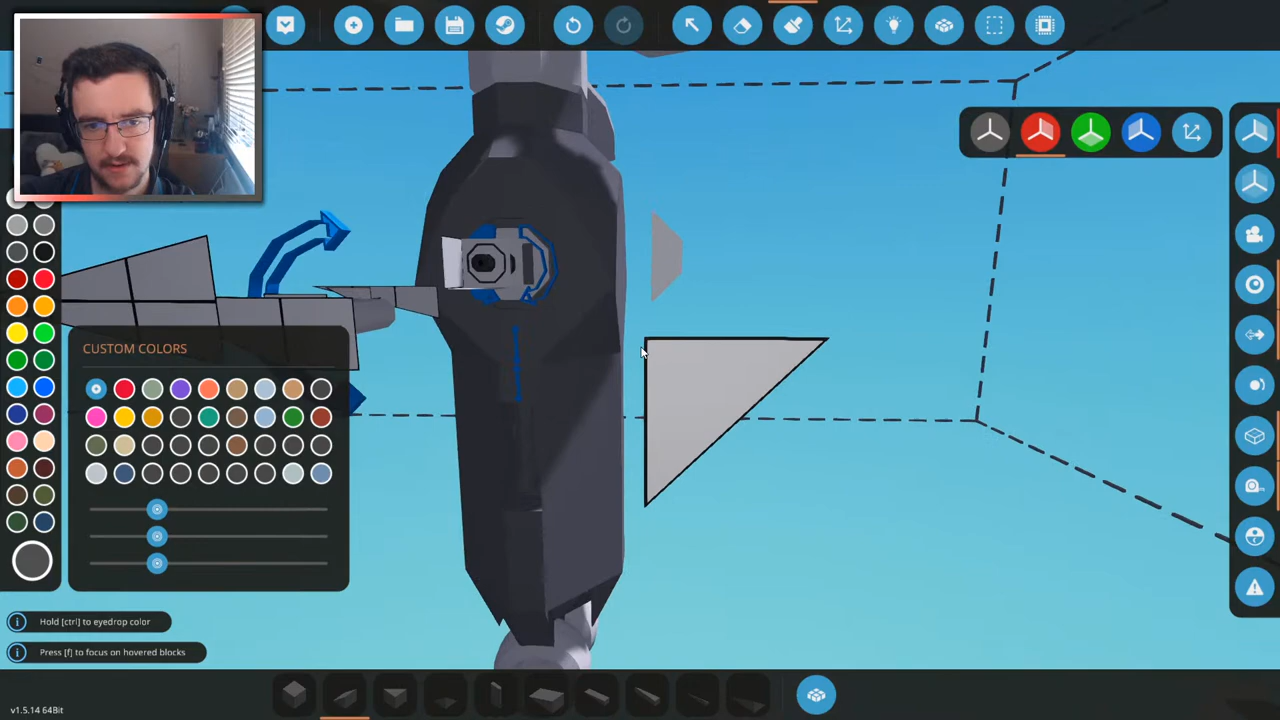 CUSTOM COLORS
Hold [ctrl] to eyedrop color
Press [f] to focus on hovered blocks
v1.5.14 64Bit